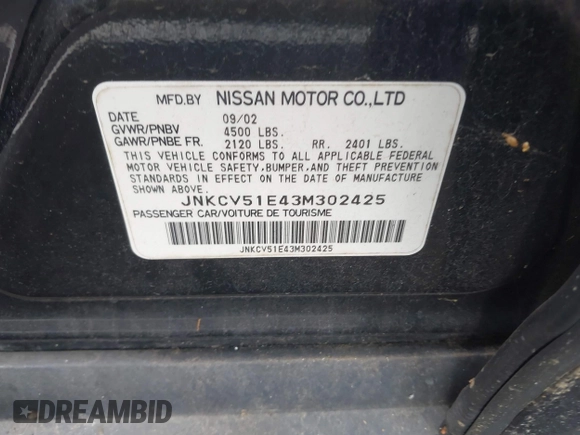 MFD.BY NISSAN MOTOR CO.,LTD
DATE 09/02
GVWR/PNBV 4500 LBS.
GAWR/PNBE FR. 2120 LBS. RR. 2401 LBS.
THIS VEHICLE CONFORMS TO ALL APPLICABLE FEDERAL
MOTOR VEHICLE SAFETY,BUMPER,AND THEFT PREVENTION
STANDARDS IN EFFECT ON THE DATE OF MANUFACTURE
SHOWN ABOVE.
JNKCV51E43M302425
PASSENGER CAR/VOITURE DE TOURISME
JNKCV51E43M302425
DREAMBID